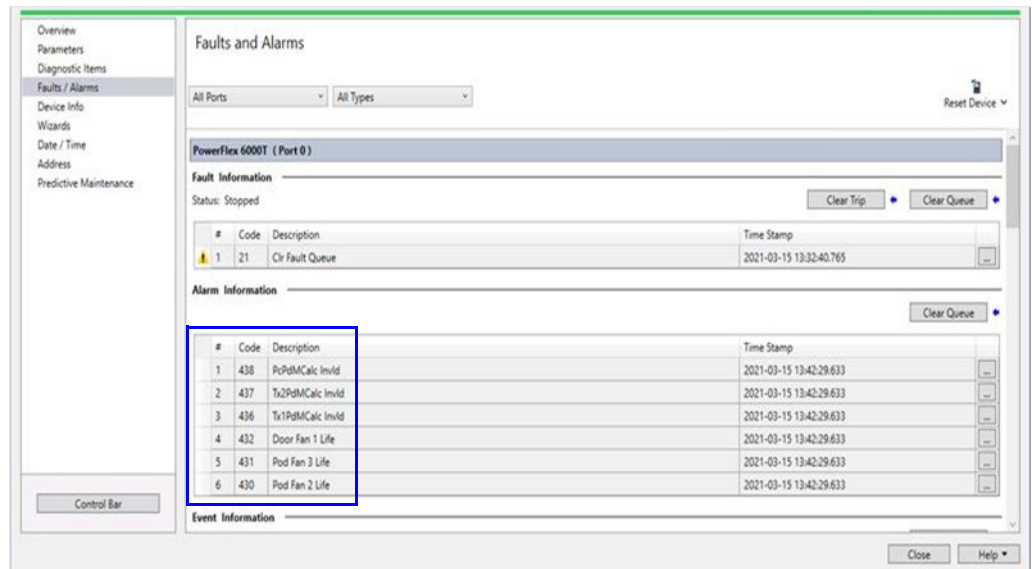 Overview
Parameters
Diagnostic Items
Faults / Alarms
Device Info
Wizards
Date / Time
Address
Predictive Maintenance
Control Bar
Faults and Alarms
All Ports All Types
Reset Device
PowerFlex 6000T ( Port 0 )
Fault Information
Status: Stopped Clear Trip Clear Queue
# Code Description Time Stamp
1 21 Clr Fault Queue 2021-03-15 13:32:40.765 ...
Alarm Information
Clear Queue
# Code Description Time Stamp
1 438 PcPdMCalc Invld 2021-03-15 13:42:29.633 ...
2 437 Tx2PdMCalc Invld 2021-03-15 13:42:29.633 ...
3 436 Tx1PdMCalc Invld 2021-03-15 13:42:29.633 ...
4 432 Door Fan 1 Life 2021-03-15 13:42:29.633 ...
5 431 Pod Fan 3 Life 2021-03-15 13:42:29.633 ...
6 430 Pod Fan 2 Life 2021-03-15 13:42:29.633 ...
Event Information
Close Help